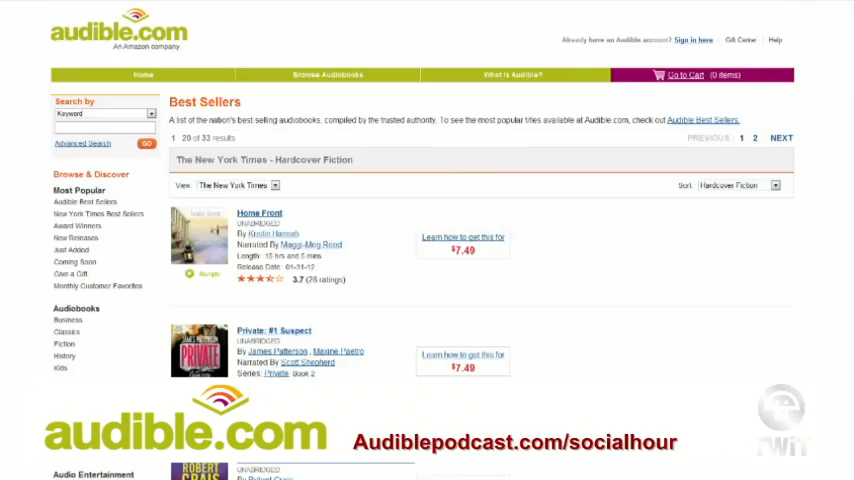 audible.com
An Amazon company
Already have an Audible account? Sign in here Gift Center Help
Home Browse Audiobooks What is Audible? Go to Cart (0 items)
Search by
Keyword
Advanced Search GO
Best Sellers
A list of the nation's best selling audiobooks, compiled by the trusted authority. To see the most popular titles available at Audible.com, check out Audible Best Sellers.
1 20 of 33 results PREVIOUS 1 2 NEXT
The New York Times - Hardcover Fiction
View: The New York Times Sort: Hardcover Fiction
Browse & Discover
Most Popular
Audible Best Sellers
New York Times Best Sellers
Award Winners
New Releases
Just Added
Coming Soon
Give a Gift
Monthly Customer Favorites
Audiobooks
Business
Classics
Fiction
History
Kids
Home Front
UNABRIDGED
By Kristin Hannah
Narrated By Maggi-Meg Reed
Length: 15 hrs and 5 mins
Release Date: 01-31-12
3.7 (28 ratings)
Sample
Learn how to get this for
$7.49
Private: #1 Suspect
UNABRIDGED
By James Patterson , Maxine Paetro
Narrated By Scott Shepherd
Series: Private, Book 2
PRIVATE
Learn how to get this for
$7.49
audible.com
Audiblepodcast.com/socialhour
TWiT
Audio Entertainment
ROBERT
CRAIS
UNABRIDGED
By Robert Crais